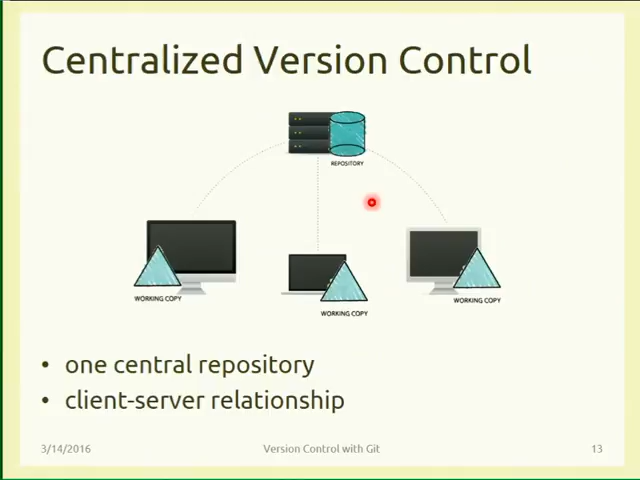 Centralized Version Control
REPOSITORY
WORKING COPY
WORKING COPY
WORKING COPY
• one central repository
• client-server relationship
3/14/2016 Version Control with Git 13